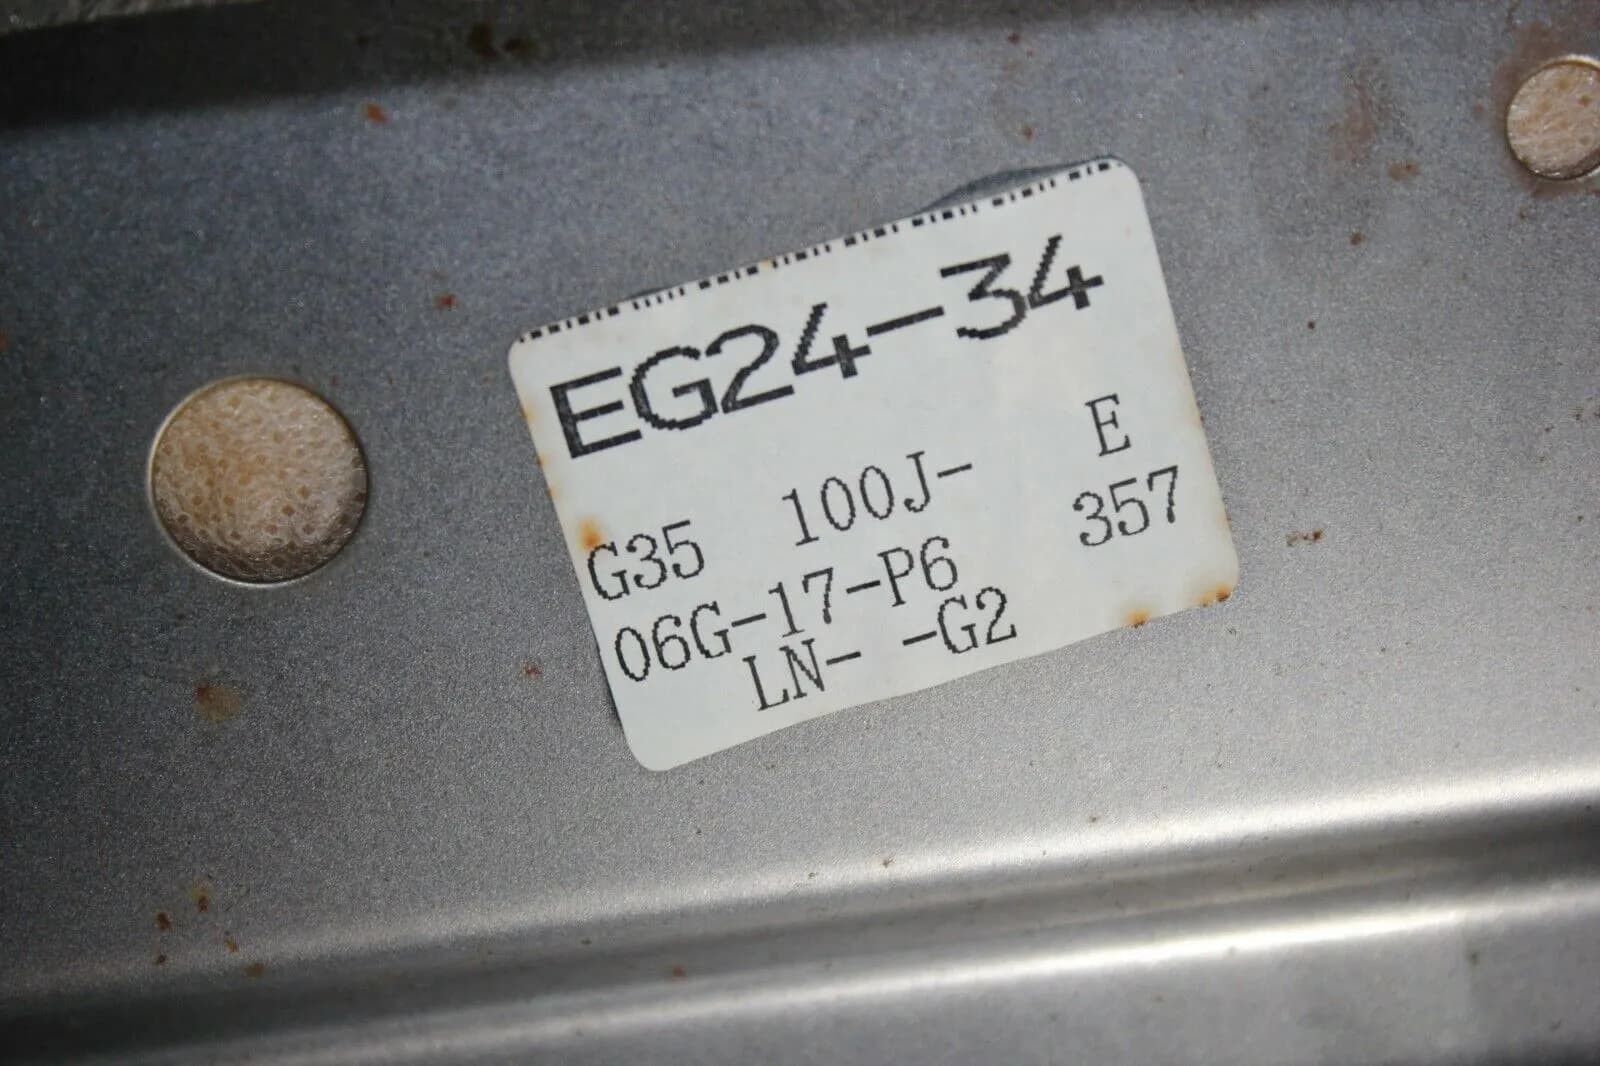 EG24-34
E
G35 100J- 357
06G-17-P6
LN- -G2